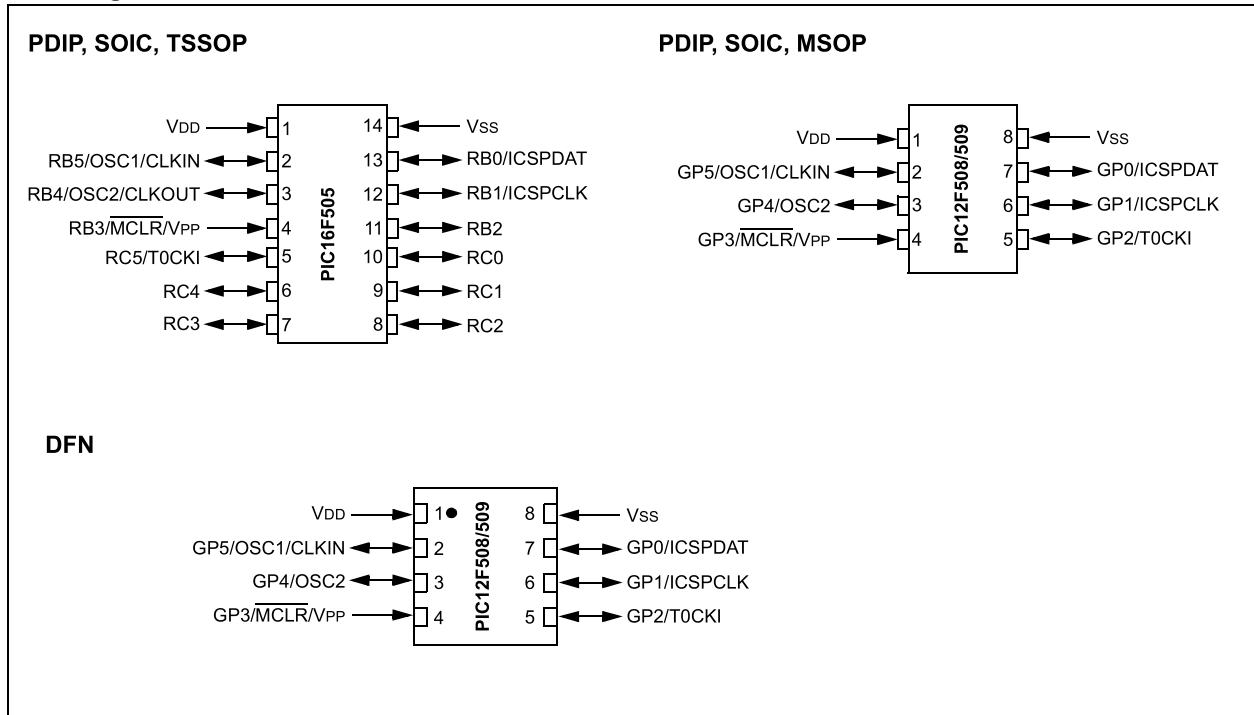 PDIP, SOIC, TSSOP
VDD 1 14 VSS
RB5/OSC1/CLKIN 2 13 RB0/ICSPDAT
RB4/OSC2/CLKOUT 3 12 RB1/ICSPCLK
RB3/MCLR/VPP 4 11 RB2
RC5/T0CKI 5 10 RC0
RC4 6 9 RC1
RC3 7 8 RC2
PIC16F505
PDIP, SOIC, MSOP
VDD 1 8 VSS
GP5/OSC1/CLKIN 2 7 GP0/ICSPDAT
GP4/OSC2 3 6 GP1/ICSPCLK
GP3/MCLR/VPP 4 5 GP2/T0CKI
PIC12F508/509
DFN
VDD 1 8 VSS
GP5/OSC1/CLKIN 2 7 GP0/ICSPDAT
GP4/OSC2 3 6 GP1/ICSPCLK
GP3/MCLR/VPP 4 5 GP2/T0CKI
PIC12F508/509